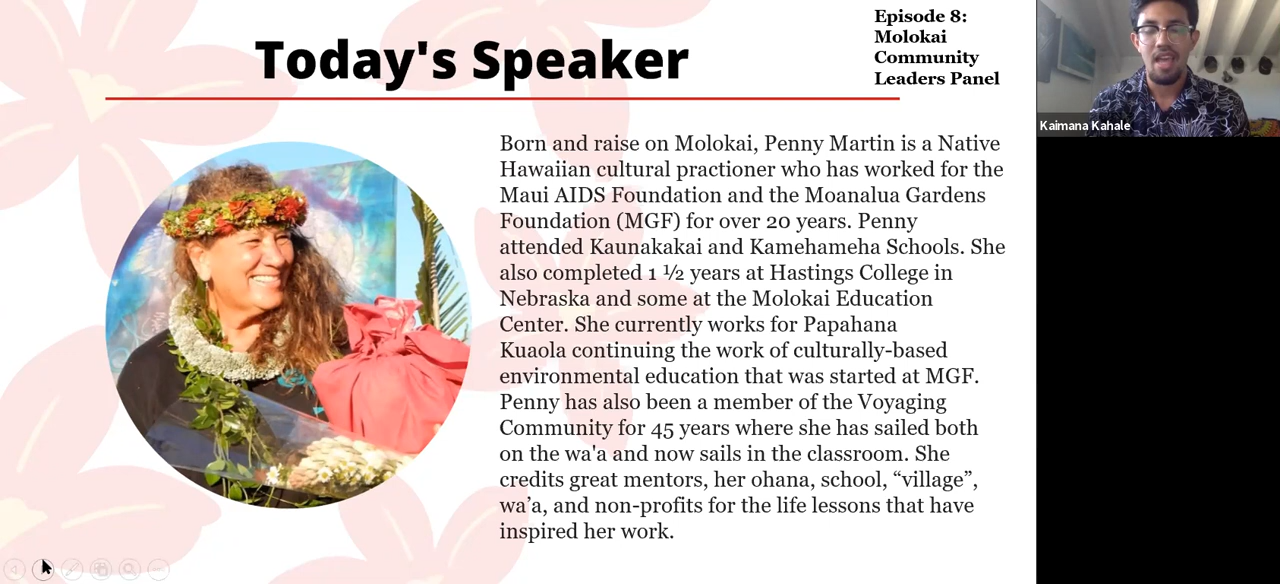 Today's Speaker
Episode 8:
Molokai
Community
Leaders Panel
Born and raise on Molokai, Penny Martin is a Native
Hawaiian cultural practioner who has worked for the
Maui AIDS Foundation and the Moanalua Gardens
Foundation (MGF) for over 20 years. Penny
attended Kaunakakai and Kamehameha Schools. She
also completed 1 ½ years at Hastings College in
Nebraska and some at the Molokai Education
Center. She currently works for Papahana
Kuaola continuing the work of culturally-based
environmental education that was started at MGF.
Penny has also been a member of the Voyaging
Community for 45 years where she has sailed both
on the wa'a and now sails in the classroom. She
credits great mentors, her ohana, school, “village”,
wa’a, and non-profits for the life lessons that have
inspired her work.
Kaimana Kahale